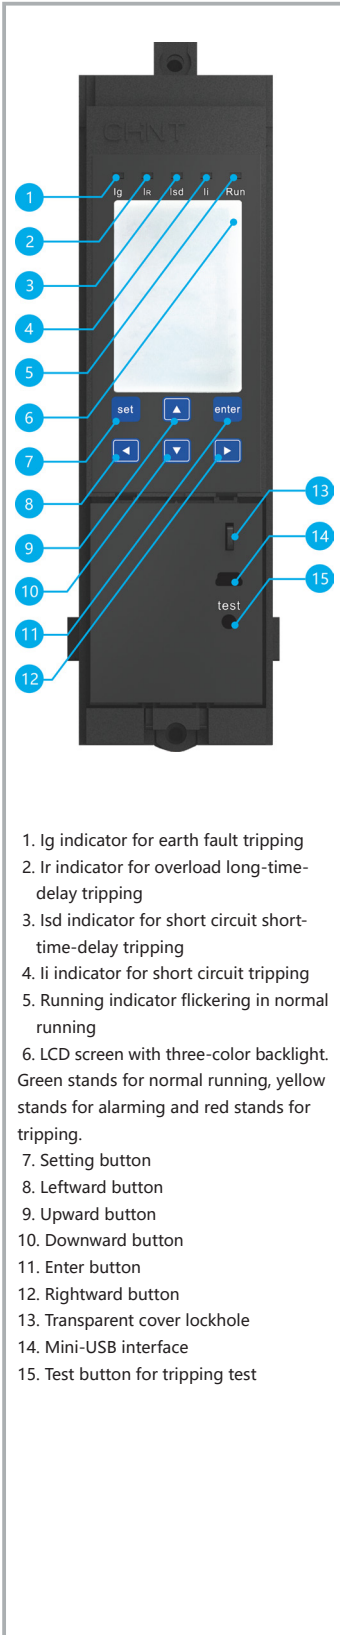 CHNT
Ig IR Isd Ii Run
1
2
3
4
5
6
set enter
7
8
9
10
11
12
13
14
15
test
1. Ig indicator for earth fault tripping
2. Ir indicator for overload long-time-
delay tripping
3. Isd indicator for short circuit short-
time-delay tripping
4. Ii indicator for short circuit tripping
5. Running indicator flickering in normal
running
6. LCD screen with three-color backlight.
Green stands for normal running, yellow
stands for alarming and red stands for
tripping.
7. Setting button
8. Leftward button
9. Upward button
10. Downward button
11. Enter button
12. Rightward button
13. Transparent cover lockhole
14. Mini-USB interface
15. Test button for tripping test